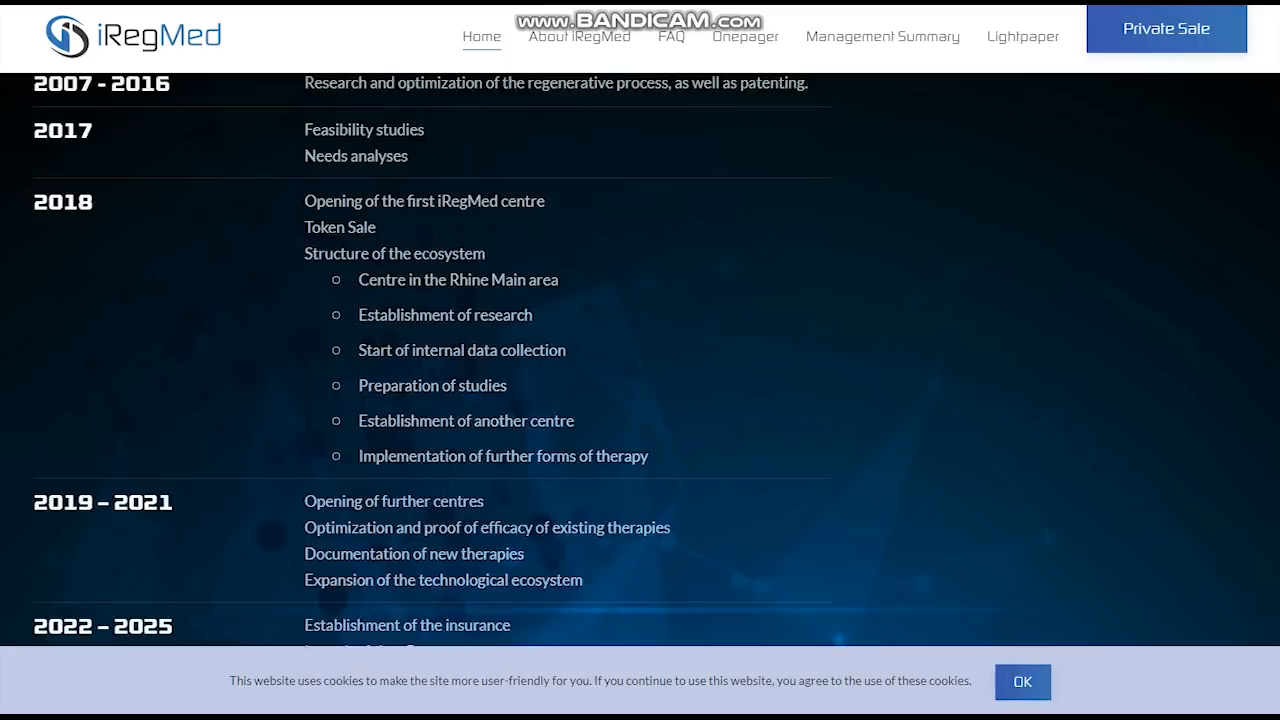 www.BANDICAM.com
iRegMed
Home
About iRegMed
FAQ
Onepager
Management Summary
Lightpaper
Private Sale
2007 - 2016
Research and optimization of the regenerative process, as well as patenting.
2017
Feasibility studies
Needs analyses
2018
Opening of the first iRegMed centre
Token Sale
Structure of the ecosystem
Centre in the Rhine Main area
Establishment of research
Start of internal data collection
Preparation of studies
Establishment of another centre
Implementation of further forms of therapy
2019 – 2021
Opening of further centres
Optimization and proof of efficacy of existing therapies
Documentation of new therapies
Expansion of the technological ecosystem
2022 – 2025
Establishment of the insurance
This website uses cookies to make the site more user-friendly for you. If you continue to use this website, you agree to the use of these cookies.
OK